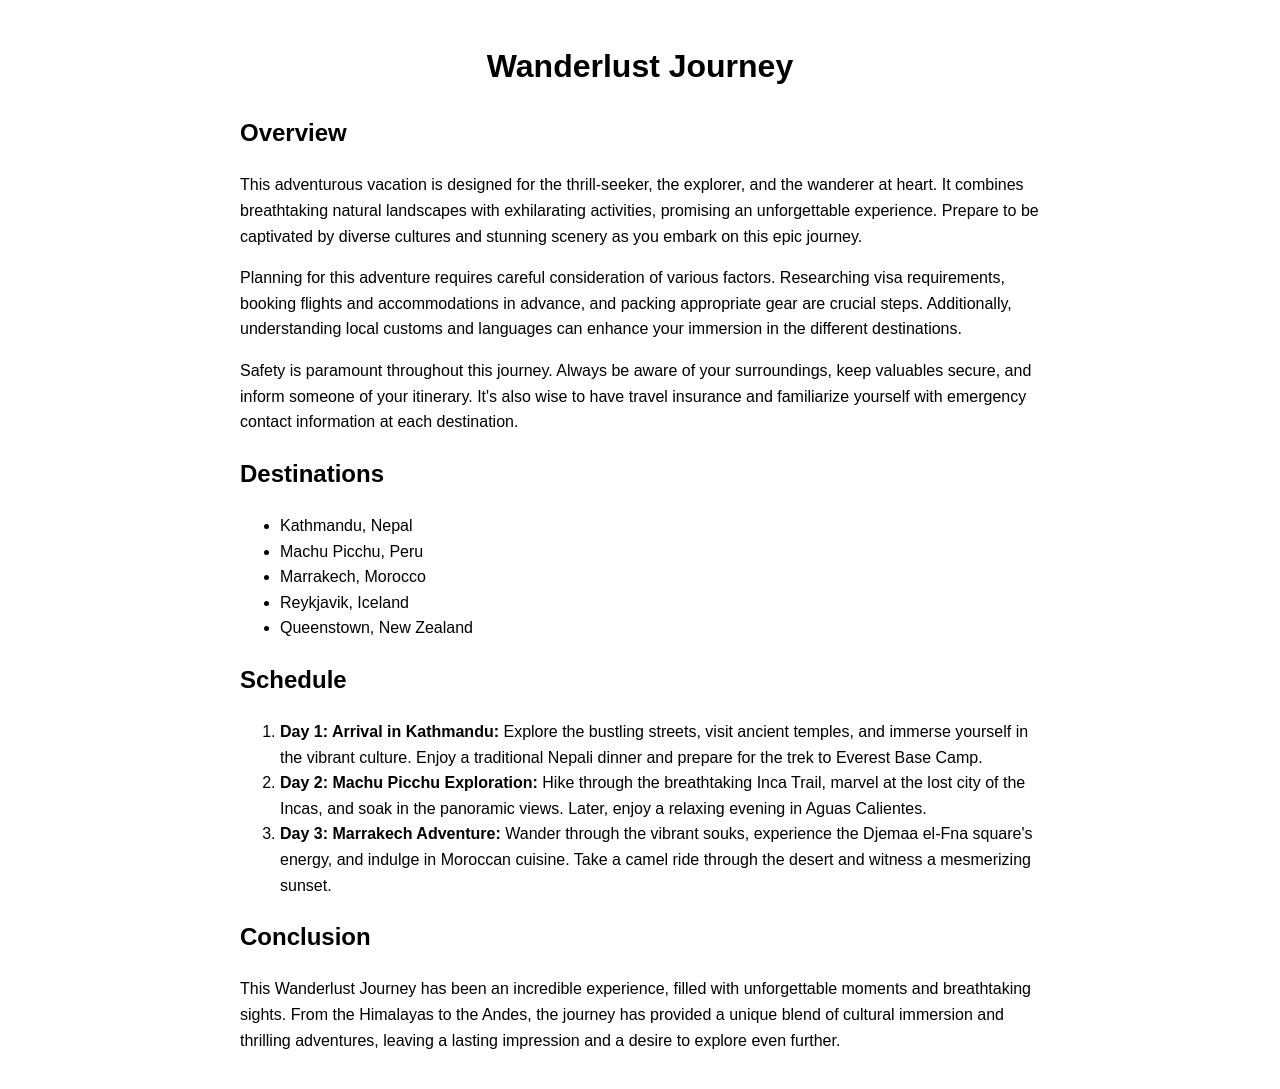 Wanderlust Journey
Overview
This adventurous vacation is designed for the thrill-seeker, the explorer, and the wanderer at heart. It combines
breathtaking natural landscapes with exhilarating activities, promising an unforgettable experience. Prepare to be
captivated by diverse cultures and stunning scenery as you embark on this epic journey.
Planning for this adventure requires careful consideration of various factors. Researching visa requirements,
booking flights and accommodations in advance, and packing appropriate gear are crucial steps. Additionally,
understanding local customs and languages can enhance your immersion in the different destinations.
Safety is paramount throughout this journey. Always be aware of your surroundings, keep valuables secure, and
inform someone of your itinerary. It's also wise to have travel insurance and familiarize yourself with emergency
contact information at each destination.
Destinations
• Kathmandu, Nepal
• Machu Picchu, Peru
• Marrakech, Morocco
• Reykjavik, Iceland
• Queenstown, New Zealand
Schedule
1. Day 1: Arrival in Kathmandu: Explore the bustling streets, visit ancient temples, and immerse yourself in
the vibrant culture. Enjoy a traditional Nepali dinner and prepare for the trek to Everest Base Camp.
2. Day 2: Machu Picchu Exploration: Hike through the breathtaking Inca Trail, marvel at the lost city of the
Incas, and soak in the panoramic views. Later, enjoy a relaxing evening in Aguas Calientes.
3. Day 3: Marrakech Adventure: Wander through the vibrant souks, experience the Djemaa el-Fna square's
energy, and indulge in Moroccan cuisine. Take a camel ride through the desert and witness a mesmerizing
sunset.
Conclusion
This Wanderlust Journey has been an incredible experience, filled with unforgettable moments and breathtaking
sights. From the Himalayas to the Andes, the journey has provided a unique blend of cultural immersion and
thrilling adventures, leaving a lasting impression and a desire to explore even further.